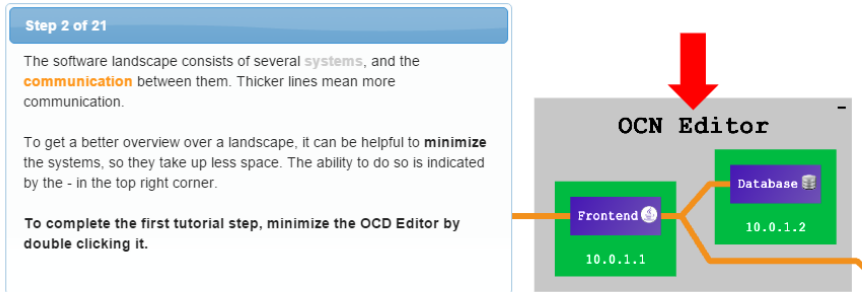 Step 2 of 21
The software landscape consists of several systems, and the
communication between them. Thicker lines mean more
communication.
To get a better overview over a landscape, it can be helpful to minimize
the systems, so they take up less space. The ability to do so is indicated
by the - in the top right corner.
To complete the first tutorial step, minimize the OCD Editor by
double clicking it.
-
OCN Editor
Database
10.0.1.2
Frontend
10.0.1.1